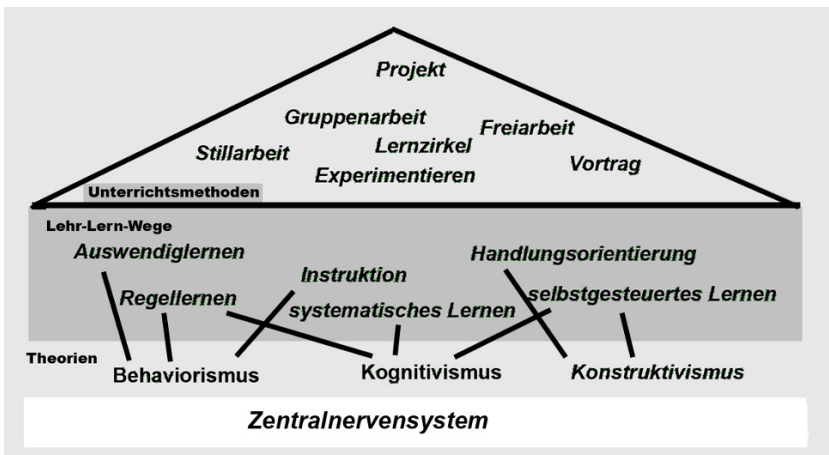 Projekt
Gruppenarbeit
Freiarbeit
Lernzirkel
Stillarbeit
Vortrag
Experimentieren
Unterrichtsmethoden
Lehr-Lern-Wege
Auswendiglernen
Handlungsorientierung
Instruktion
Regellernen
selbstgesteuertes Lernen
systematisches Lernen
Theorien
Behaviorismus
Kognitivismus
Konstruktivismus
Zentralnervensystem